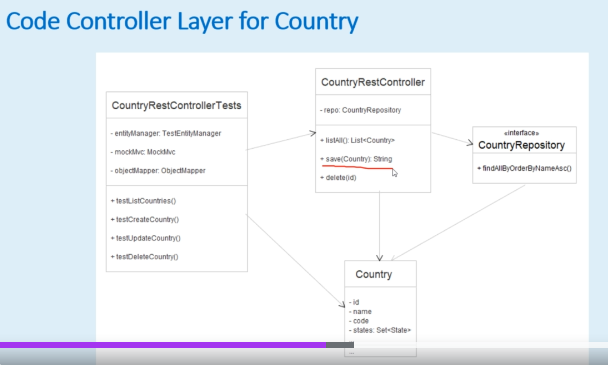 Code Controller Layer for Country
CountryRestControllerTests
- entityManager: TestEntityManager
- mockMvc: MockMvc
- objectMapper: ObjectMapper
+ testListCountries()
+ testCreateCountry()
+ testUpdateCountry()
+ testDeleteCountry()
CountryRestController
- repo: CountryRepository
+ listAll(): List<Country>
+ save(Country): String
+ delete(id)
«interface»
CountryRepository
+ findAllByOrderByNameAsc()
Country
- id
- name
- code
- states: Set<State>
...